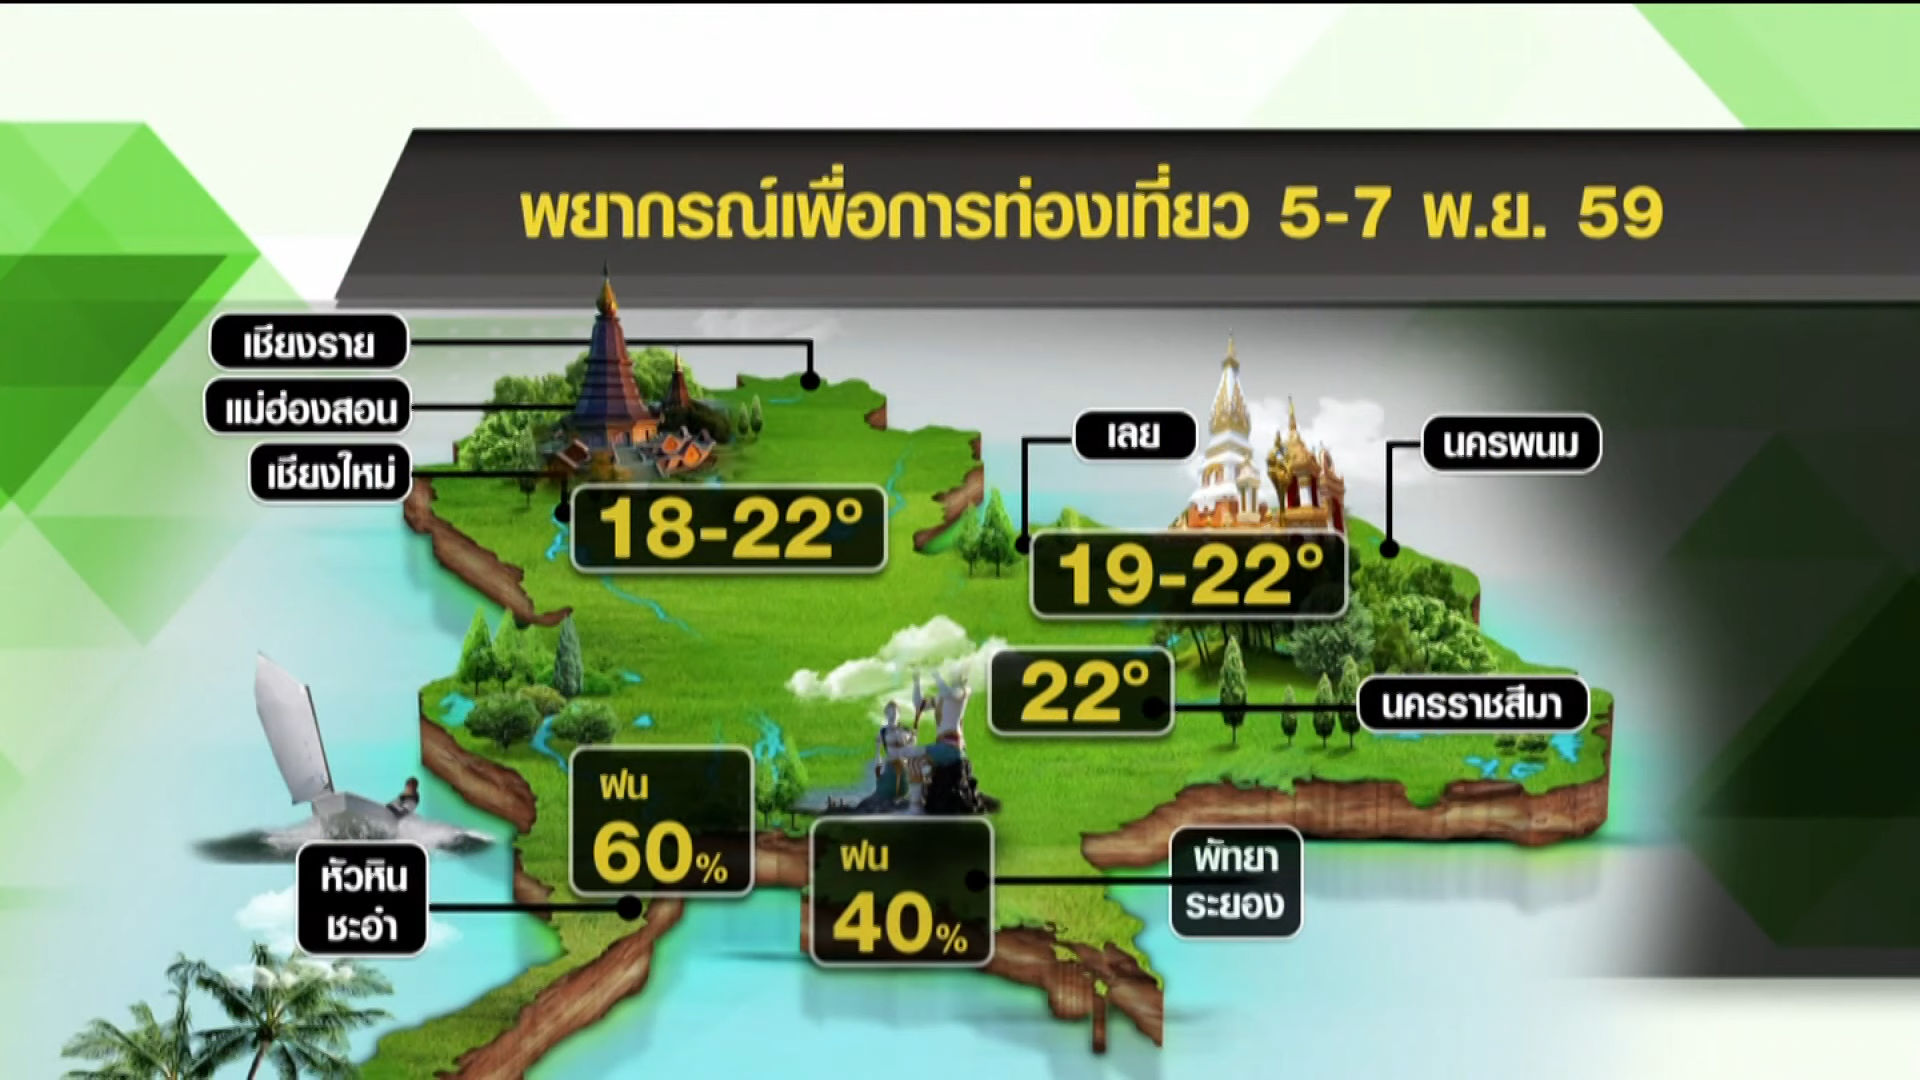 พยากรณ์เพื่อการท่องเที่ยว 5-7 พ.ย. 59
เชียงราย
แม่ฮ่องสอน
เชียงใหม่
18-22°
เลย
นครพนม
19-22°
22°
นครราชสีมา
ฝน
60%
หัวหิน
ชะอำ
ฝน
40%
พัทยา
ระยอง